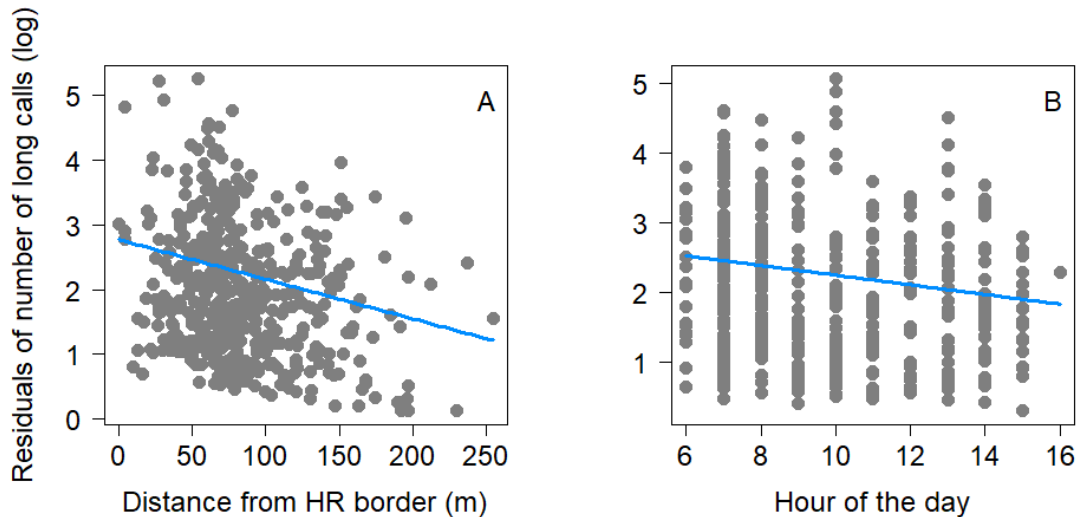 Residuals of number of long calls (log)
A
5
4
3
2
1
0
0 50 100 150 200 250
Distance from HR border (m)
B
5
4
3
2
1
6 8 10 12 14 16
Hour of the day